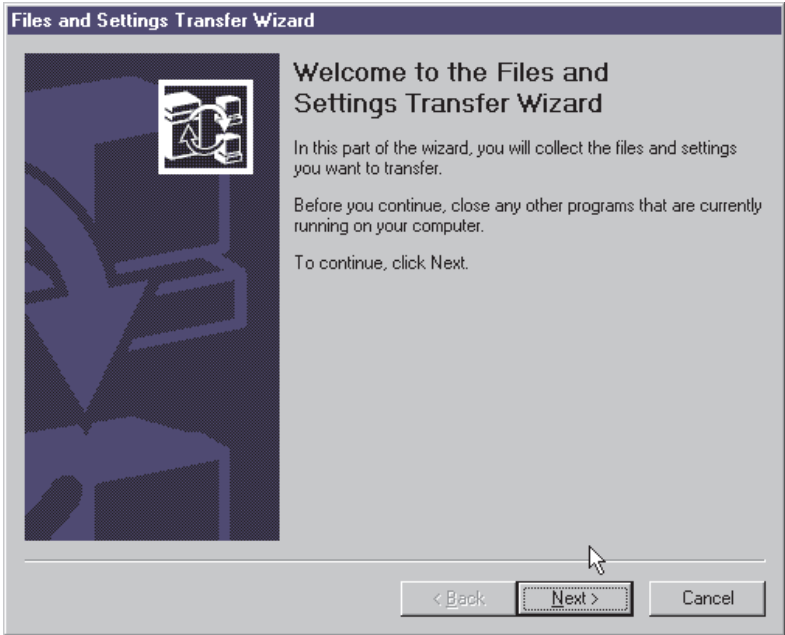 Files and Settings Transfer Wizard
Welcome to the Files and
Settings Transfer Wizard
In this part of the wizard, you will collect the files and settings
you want to transfer.
Before you continue, close any other programs that are currently
running on your computer.
To continue, click Next.
< Back
Next >
Cancel